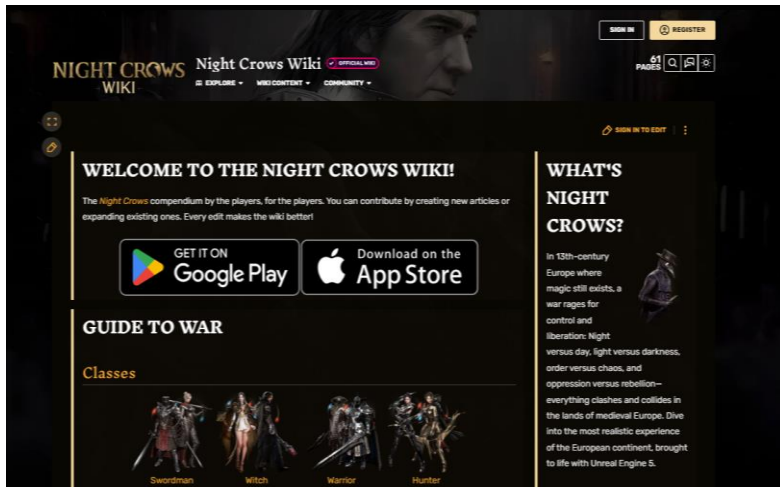 SIGN IN
REGISTER
NIGHT CROWS
WIKI
Night Crows Wiki
OFFICIAL WIKI
EXPLORE
WIKI CONTENT
COMMUNITY
61
PAGES
SIGN IN TO EDIT
WELCOME TO THE NIGHT CROWS WIKI!
The Night Crows compendium by the players, for the players. You can contribute by creating new articles or
expanding existing ones. Every edit makes the wiki better!
GET IT ON
Google Play
Download on the
App Store
GUIDE TO WAR
Classes
Swordman
Witch
Warrior
Hunter
WHAT'S
NIGHT
CROWS?
In 13th-century
Europe where
magic still exists, a
war rages for
control and
liberation: Night
versus day, light versus darkness,
order versus chaos, and
oppression versus rebellion—
everything clashes and collides in
the lands of medieval Europe. Dive
into the most realistic experience
of the European continent, brought
to life with Unreal Engine 5.